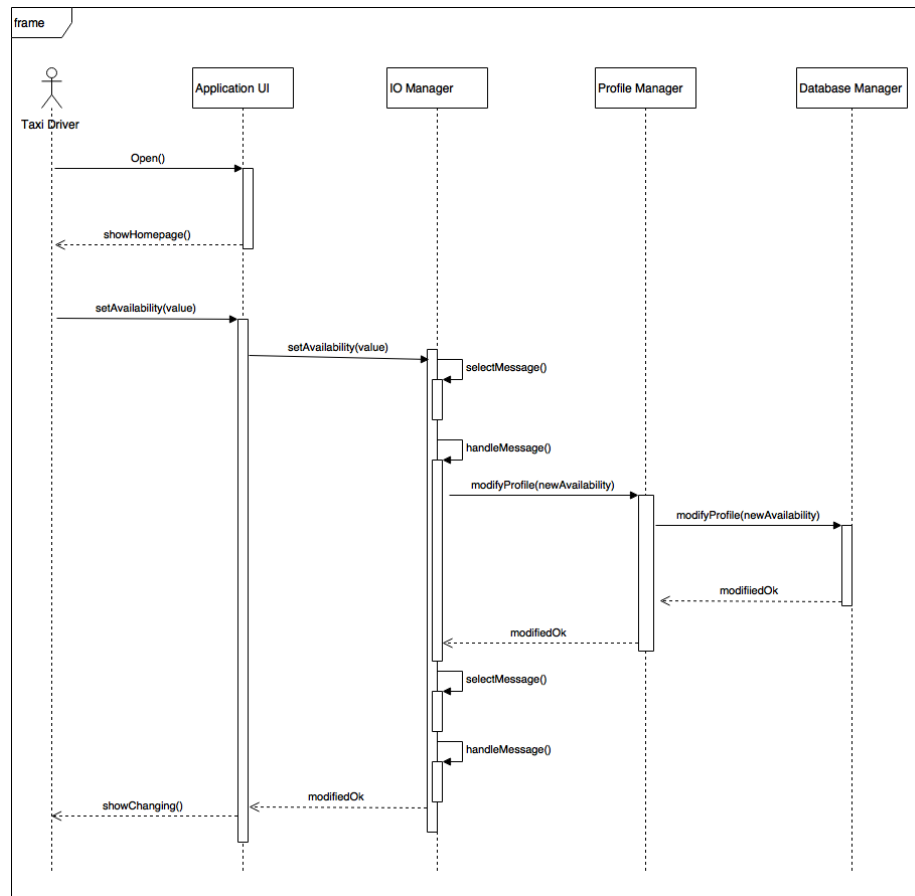 frame
Application UI
IO Manager
Profile Manager
Database Manager
Taxi Driver
Open()
showHomepage()
setAvailability(value)
setAvailability(value)
selectMessage()
handleMessage()
modifyProfile(newAvailability)
modifyProfile(newAvailability)
modifiiedOk
modifiedOk
selectMessage()
handleMessage()
modifiedOk
showChanging()